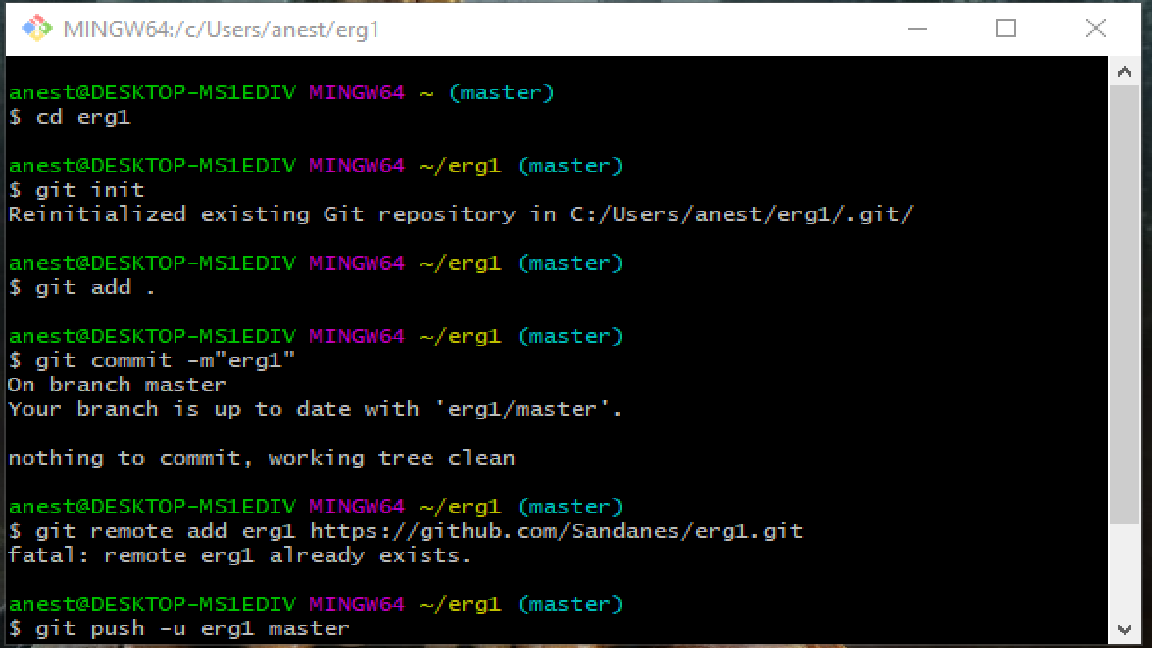 MINGW64:/c/Users/anest/erg1
anest@DESKTOP-MS1EDIV MINGW64 ~ (master)
$ cd erg1
anest@DESKTOP-MS1EDIV MINGW64 ~/erg1 (master)
$ git init
Reinitialized existing Git repository in C:/Users/anest/erg1/.git/
anest@DESKTOP-MS1EDIV MINGW64 ~/erg1 (master)
$ git add .
anest@DESKTOP-MS1EDIV MINGW64 ~/erg1 (master)
$ git commit -m"erg1"
On branch master
Your branch is up to date with 'erg1/master'.
nothing to commit, working tree clean
anest@DESKTOP-MS1EDIV MINGW64 ~/erg1 (master)
$ git remote add erg1 https://github.com/Sandanes/erg1.git
fatal: remote erg1 already exists.
anest@DESKTOP-MS1EDIV MINGW64 ~/erg1 (master)
$ git push -u erg1 master